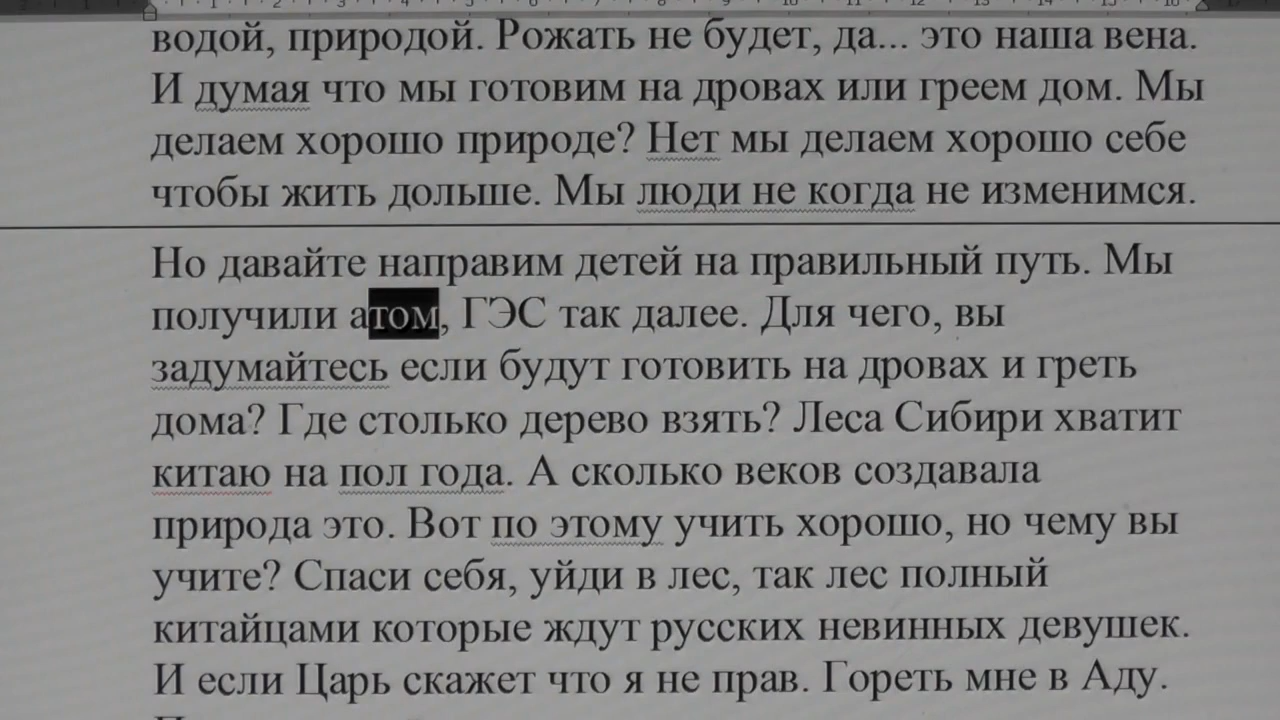 водой, природой. Рожать не будет, да... это наша вена.
И думая что мы готовим на дровах или греем дом. Мы
делаем хорошо природе? Нет мы делаем хорошо себе
чтобы жить дольше. Мы люди не когда не изменимся.
Но давайте направим детей на правильный путь. Мы
получили атом, ГЭС так далее. Для чего, вы
задумайтесь если будут готовить на дровах и греть
дома? Где столько дерево взять? Леса Сибири хватит
китаю на пол года. А сколько веков создавала
природа это. Вот по этому учить хорошо, но чему вы
учите? Спаси себя, уйди в лес, так лес полный
китайцами которые ждут русских невинных девушек.
И если Царь скажет что я не прав. Гореть мне в Аду.